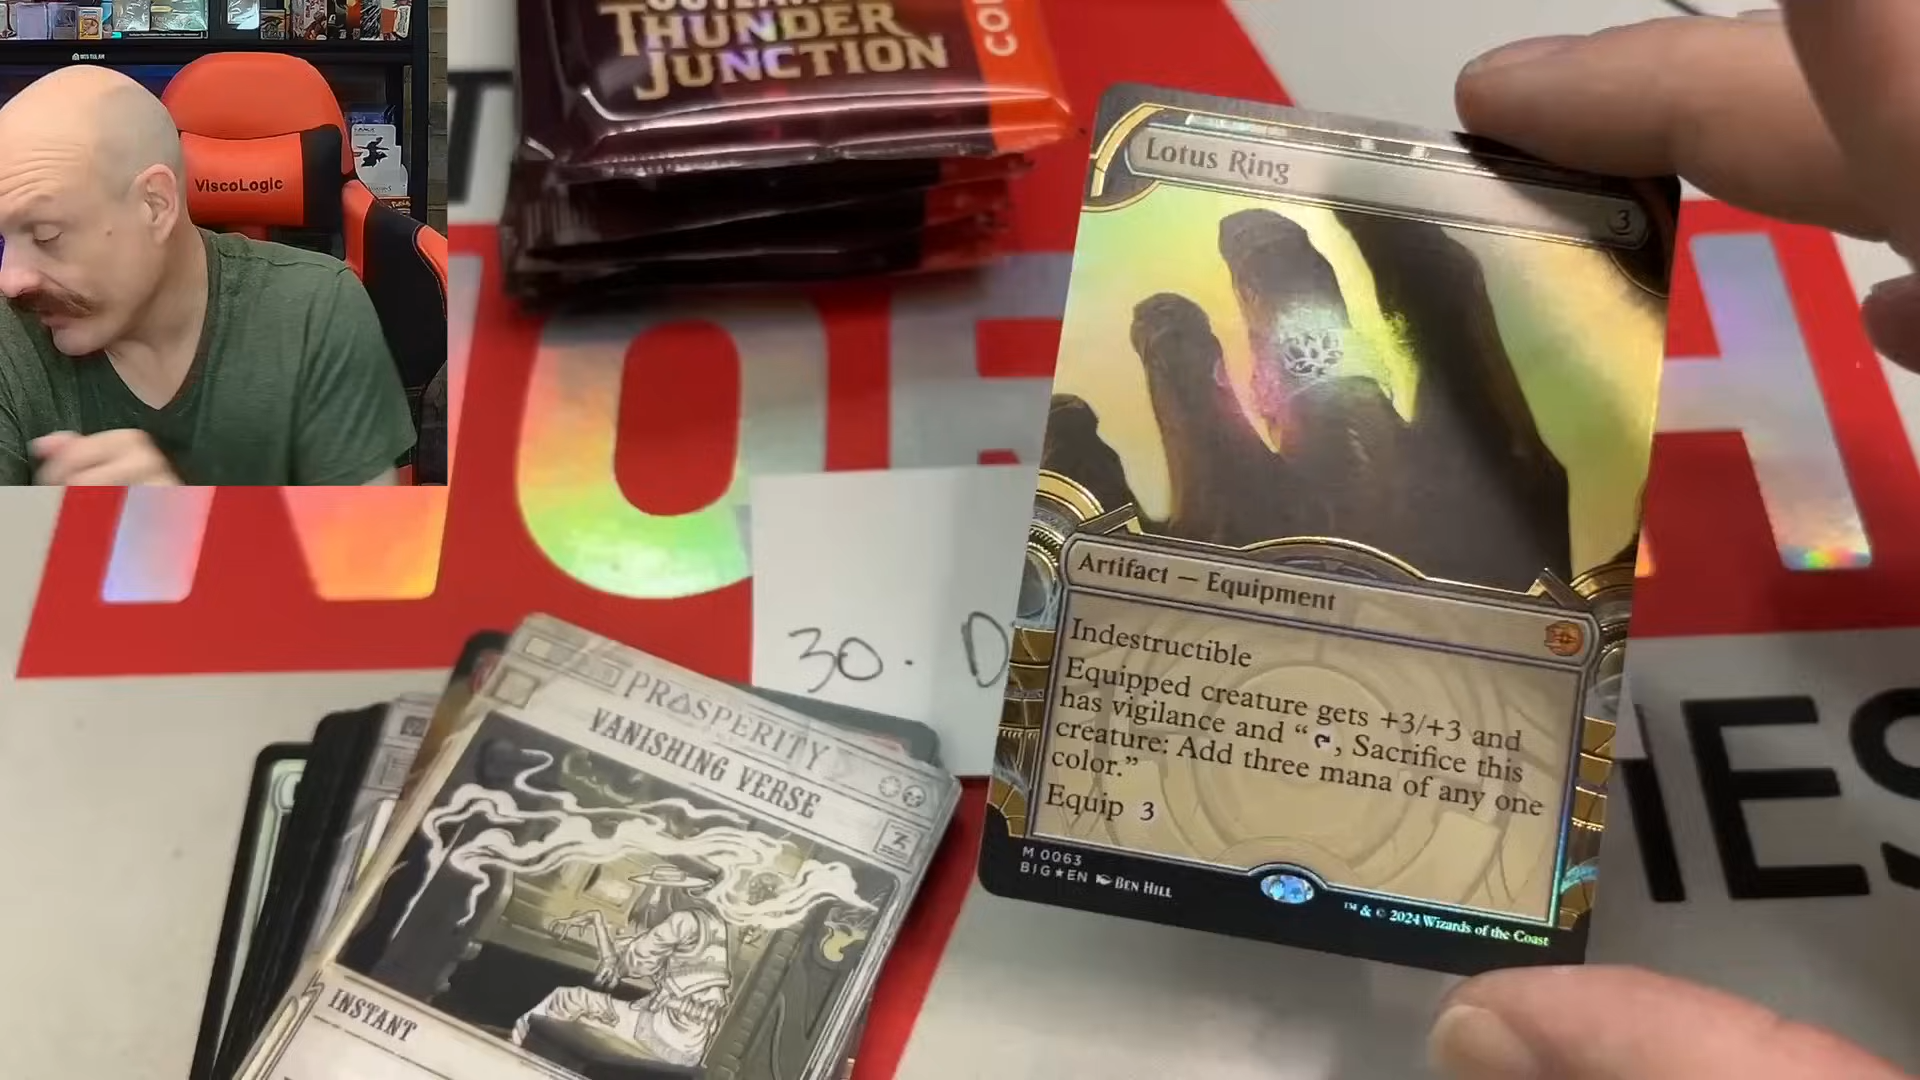 THUNDER
JUNCTION
ViscoLogic
Lotus Ring
3
Artifact — Equipment
Indestructible
Equipped creature gets +3/+3 and
has vigilance and “, Sacrifice this
creature: Add three mana of any one
color.”
Equip 3
M 0063
BIG★EN BEN HILL
™ & © 2024 Wizards of the Coast
30.
PROSPERITY
VANISHING VERSE
INSTANT